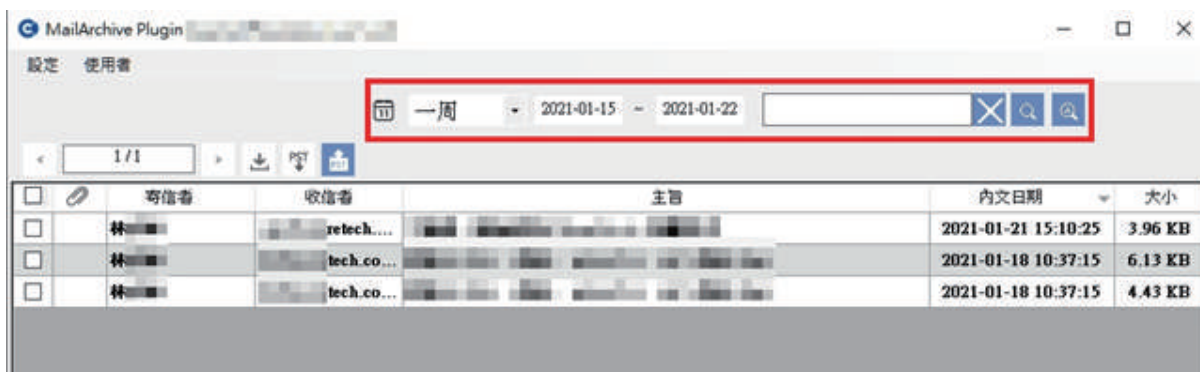 MailArchive Plugin
設定 使用者
11 一周 2021-01-15 ~ 2021-01-22
1/1 PST PST
寄信者 收信者 主旨 內文日期 大小
林 retech.... 2021-01-21 15:10:25 3.96 KB
林 tech.co... 2021-01-18 10:37:15 6.13 KB
林 tech.co... 2021-01-18 10:37:15 4.43 KB